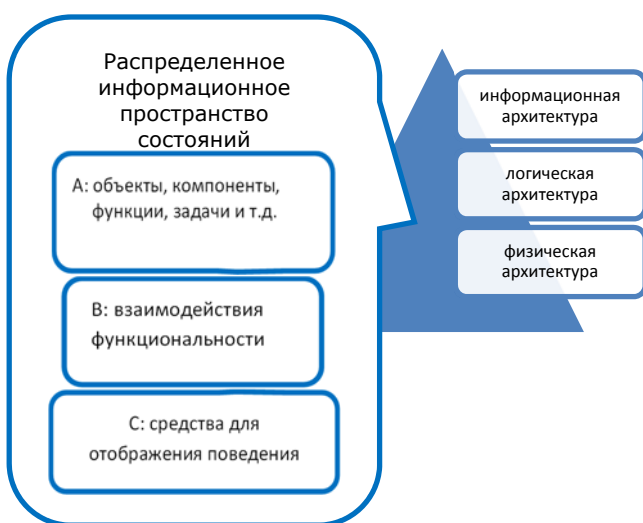 Распределенное
информационное
пространство
состояний
А: объекты, компоненты,
функции, задачи и т.д.
В: взаимодействия
функциональности
С: средства для
отображения поведения
информационная
архитектура
логическая
архитектура
физическая
архитектура